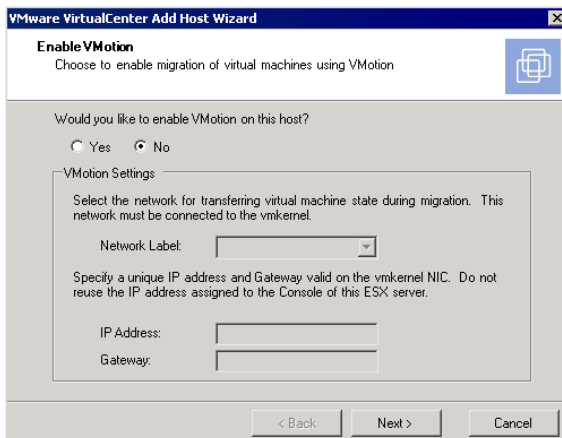 VMware VirtualCenter Add Host Wizard
Enable VMotion
Choose to enable migration of virtual machines using VMotion
Would you like to enable VMotion on this host?
Yes No
VMotion Settings
Select the network for transferring virtual machine state during migration. This
network must be connected to the vmkernel.
Network Label:
Specify a unique IP address and Gateway valid on the vmkernel NIC. Do not
reuse the IP address assigned to the Console of this ESX server.
IP Address:
Gateway:
< Back Next > Cancel